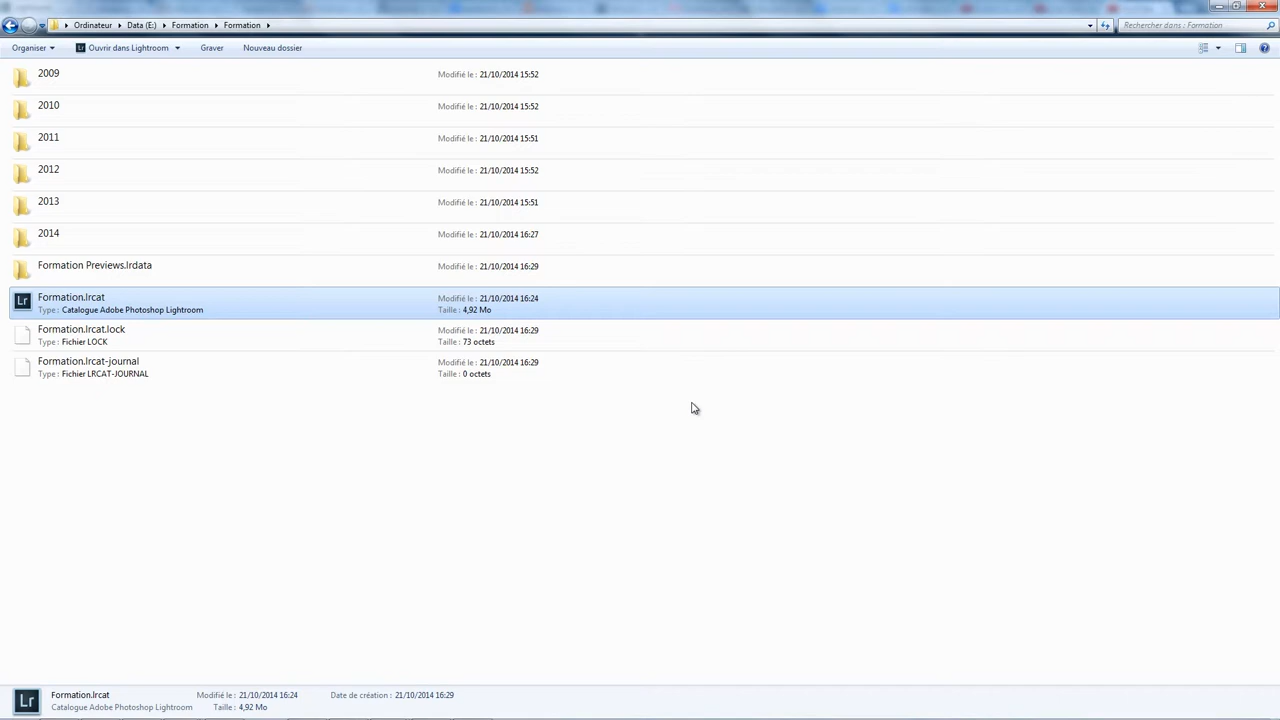 Ordinateur Data (E:) Formation Formation Rechercher dans : Formation
Organiser Lr Ouvrir dans Lightroom Graver Nouveau dossier
2009 Modifié le : 21/10/2014 15:52
2010 Modifié le : 21/10/2014 15:52
2011 Modifié le : 21/10/2014 15:51
2012 Modifié le : 21/10/2014 15:52
2013 Modifié le : 21/10/2014 15:51
2014 Modifié le : 21/10/2014 16:27
Formation Previews.lrdata Modifié le : 21/10/2014 16:29
Lr Formation.lrcat Modifié le : 21/10/2014 16:24
Type : Catalogue Adobe Photoshop Lightroom Taille : 4,92 Mo
Formation.lrcat.lock Modifié le : 21/10/2014 16:29
Type : Fichier LOCK Taille : 73 octets
Formation.lrcat-journal Modifié le : 21/10/2014 16:29
Type : Fichier LRCAT-JOURNAL Taille : 0 octets
Lr Formation.lrcat Modifié le : 21/10/2014 16:24 Date de création : 21/10/2014 16:29
Catalogue Adobe Photoshop Lightroom Taille : 4,92 Mo